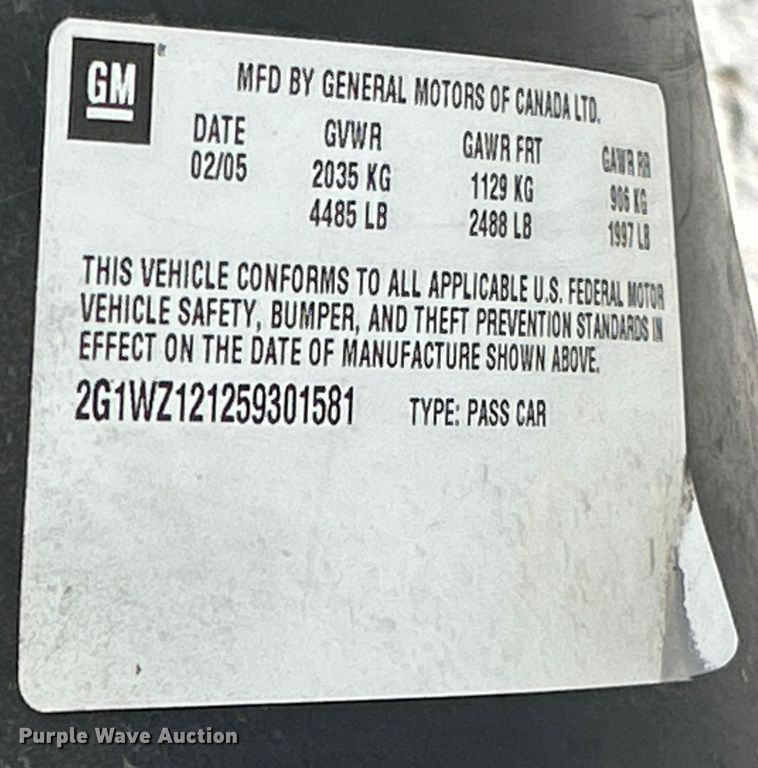 GM
MFD BY GENERAL MOTORS OF CANADA LTD.
DATE GVWR GAWR FRT GAWR RR
02/05 2035 KG 1129 KG 906 KG
4485 LB 2488 LB 1997 LB
THIS VEHICLE CONFORMS TO ALL APPLICABLE U.S. FEDERAL MOTOR
VEHICLE SAFETY, BUMPER, AND THEFT PREVENTION STANDARDS IN
EFFECT ON THE DATE OF MANUFACTURE SHOWN ABOVE.
2G1WZ121259301581 TYPE: PASS CAR
Purple Wave Auction